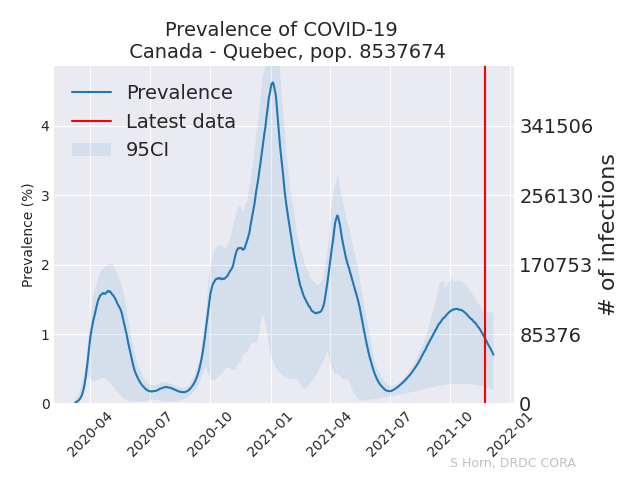 Prevalence of COVID-19
Canada - Quebec, pop. 8537674
Prevalence
Latest data
95CI
Prevalence (%)
4
3
2
1
0
341506
256130
170753
85376
0
# of infections
2020-04
2020-07
2020-10
2021-01
2021-04
2021-07
2021-10
2022-01
S Horn, DRDC CORA